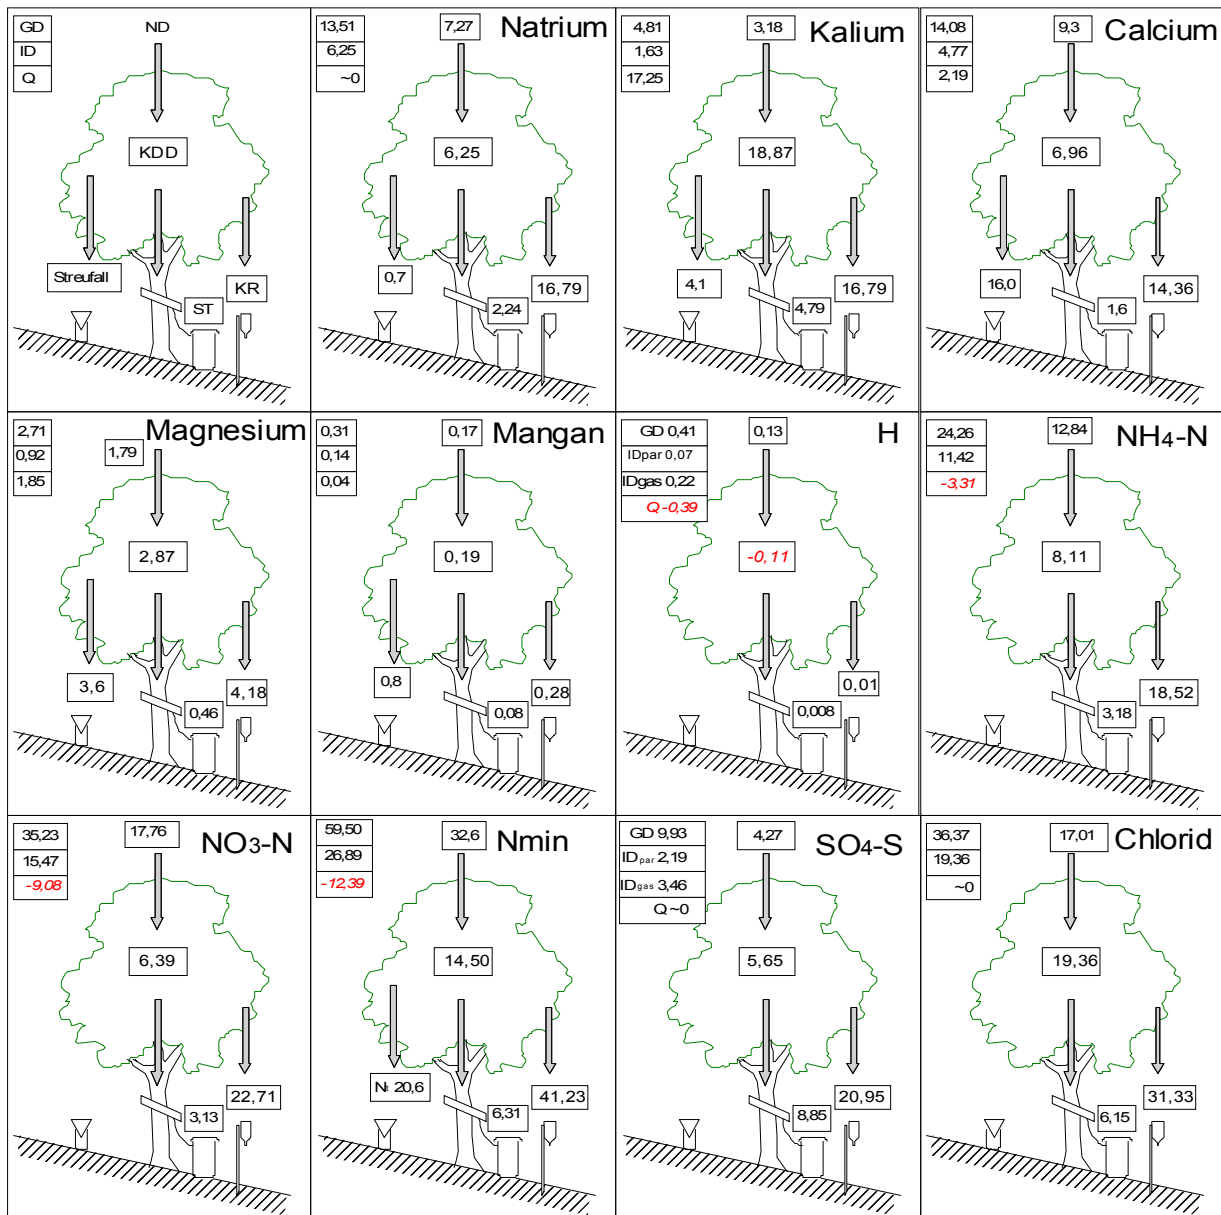 GD
ID
Q
ND
KDD
Streufall
KR
ST
13,51
6,25
~0
7,27
Natrium
6,25
0,7
16,79
2,24
4,81
1,63
17,25
3,18
Kalium
18,87
4,1
16,79
4,79
14,08
4,77
2,19
9,3
Calcium
6,96
16,0
14,36
1,6
2,71
0,92
1,85
1,79
Magnesium
2,87
3,6
4,18
0,46
0,31
0,14
0,04
0,17
Mangan
0,19
0,8
0,28
0,08
GD 0,41
IDpar 0,07
IDgas 0,22
Q -0,39
0,13
H
-0,11
0,01
0,008
24,26
11,42
-3,31
12,84
NH4-N
8,11
18,52
3,18
35,23
15,47
-9,08
17,76
NO3-N
6,39
22,71
3,13
59,50
26,89
-12,39
32,6
Nmin
14,50
Nt 20,6
41,23
6,31
GD 9,93
IDpar 2,19
IDgas 3,46
Q ~0
4,27
SO4-S
5,65
20,95
8,85
36,37
19,36
~0
17,01
Chlorid
19,36
31,33
6,15